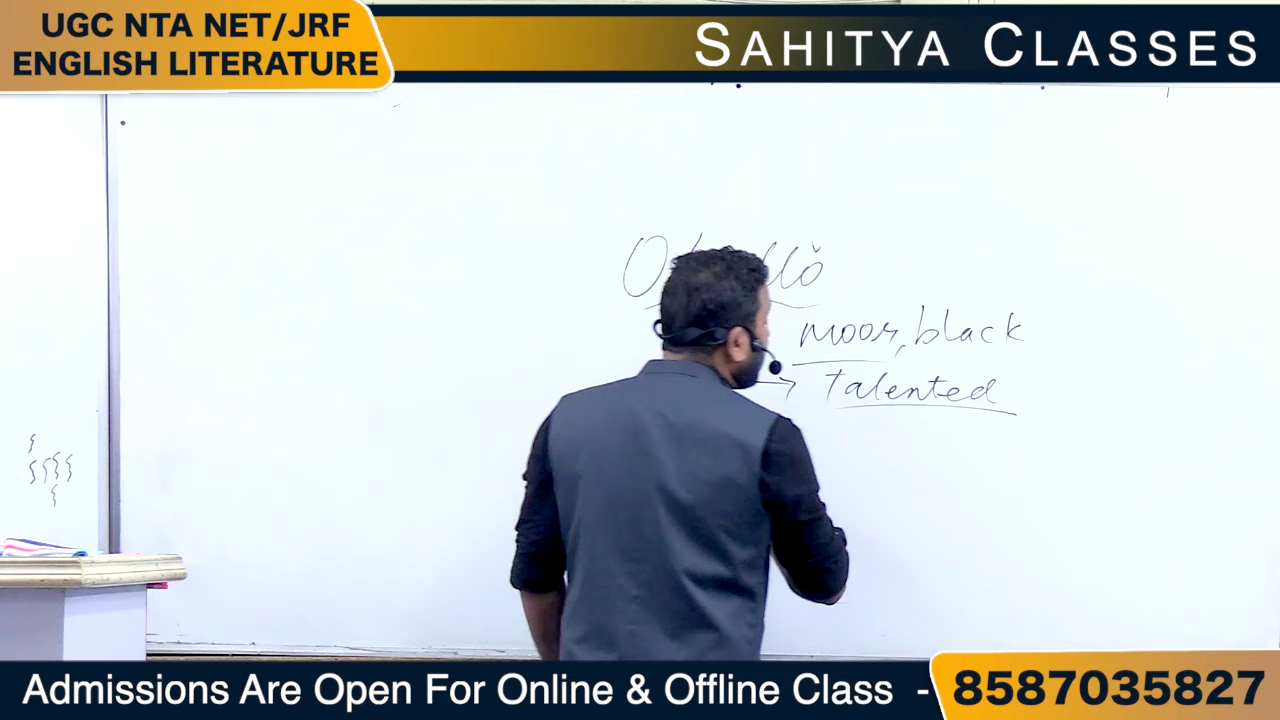 UGC NTA NET/JRF
ENGLISH LITERATURE
SAHITYA CLASSES
moor, black
→ Talented
Admissions Are Open For Online & Offline Class - 8587035827